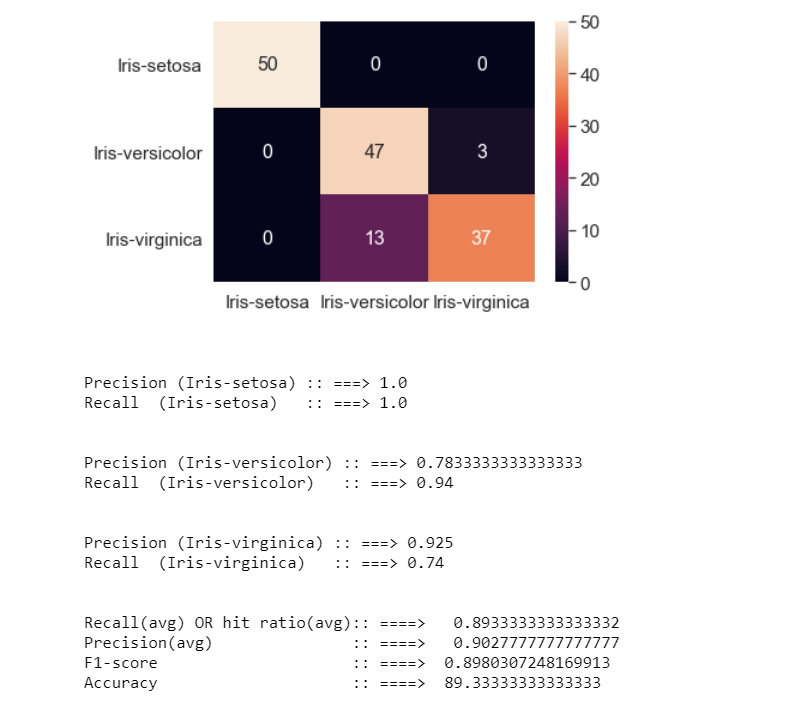 50
Iris-setosa 50 0 0
40
30
Iris-versicolor 0 47 3
20
10
Iris-virginica 0 13 37
0
Iris-setosa Iris-versicolor Iris-virginica
Precision (Iris-setosa) :: ===> 1.0
Recall  (Iris-setosa)   :: ===> 1.0
Precision (Iris-versicolor) :: ===> 0.7833333333333333
Recall  (Iris-versicolor)   :: ===> 0.94
Precision (Iris-virginica) :: ===> 0.925
Recall  (Iris-virginica)   :: ===> 0.74
Recall(avg) OR hit ratio(avg):: ====>   0.8933333333333332
Precision(avg)               :: ====>   0.9027777777777777
F1-score                     :: ====>  0.8980307248169913
Accuracy                     :: ====>  89.33333333333333